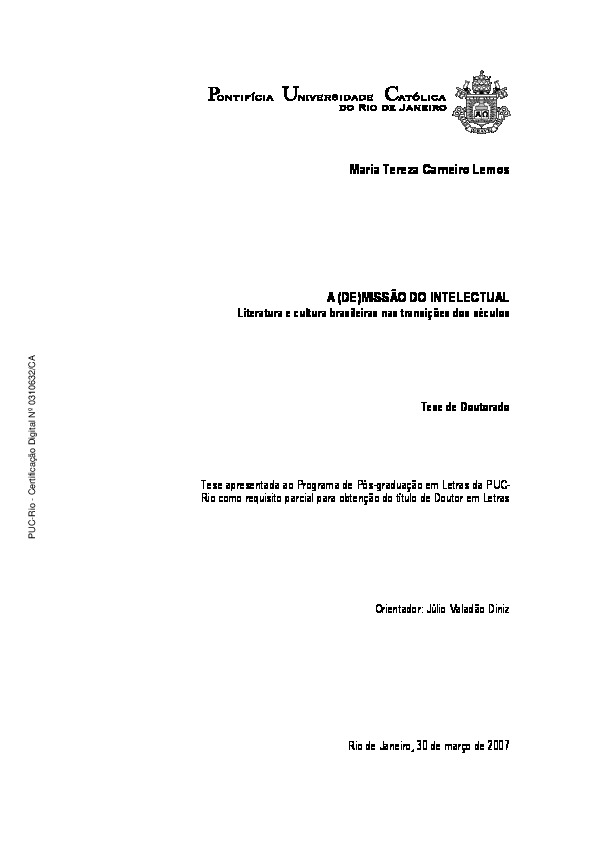 PONTIFÍCIA UNIVERSIDADE CATÓLICA
DO RIO DE JANEIRO
Maria Tereza Carneiro Lemos
A (DE)MISSÃO DO INTELECTUAL
Literatura e cultura brasileiras nas transições dos séculos
Tese de Doutorado
Tese apresentada ao Programa de Pós-graduação em Letras da PUC-
Rio como requisito parcial para obtenção do título de Doutor em Letras
Orientador: Júlio Valadão Diniz
Rio de Janeiro, 30 de março de 2007
PUC-Rio - Certificação Digital Nº 0310632/CA